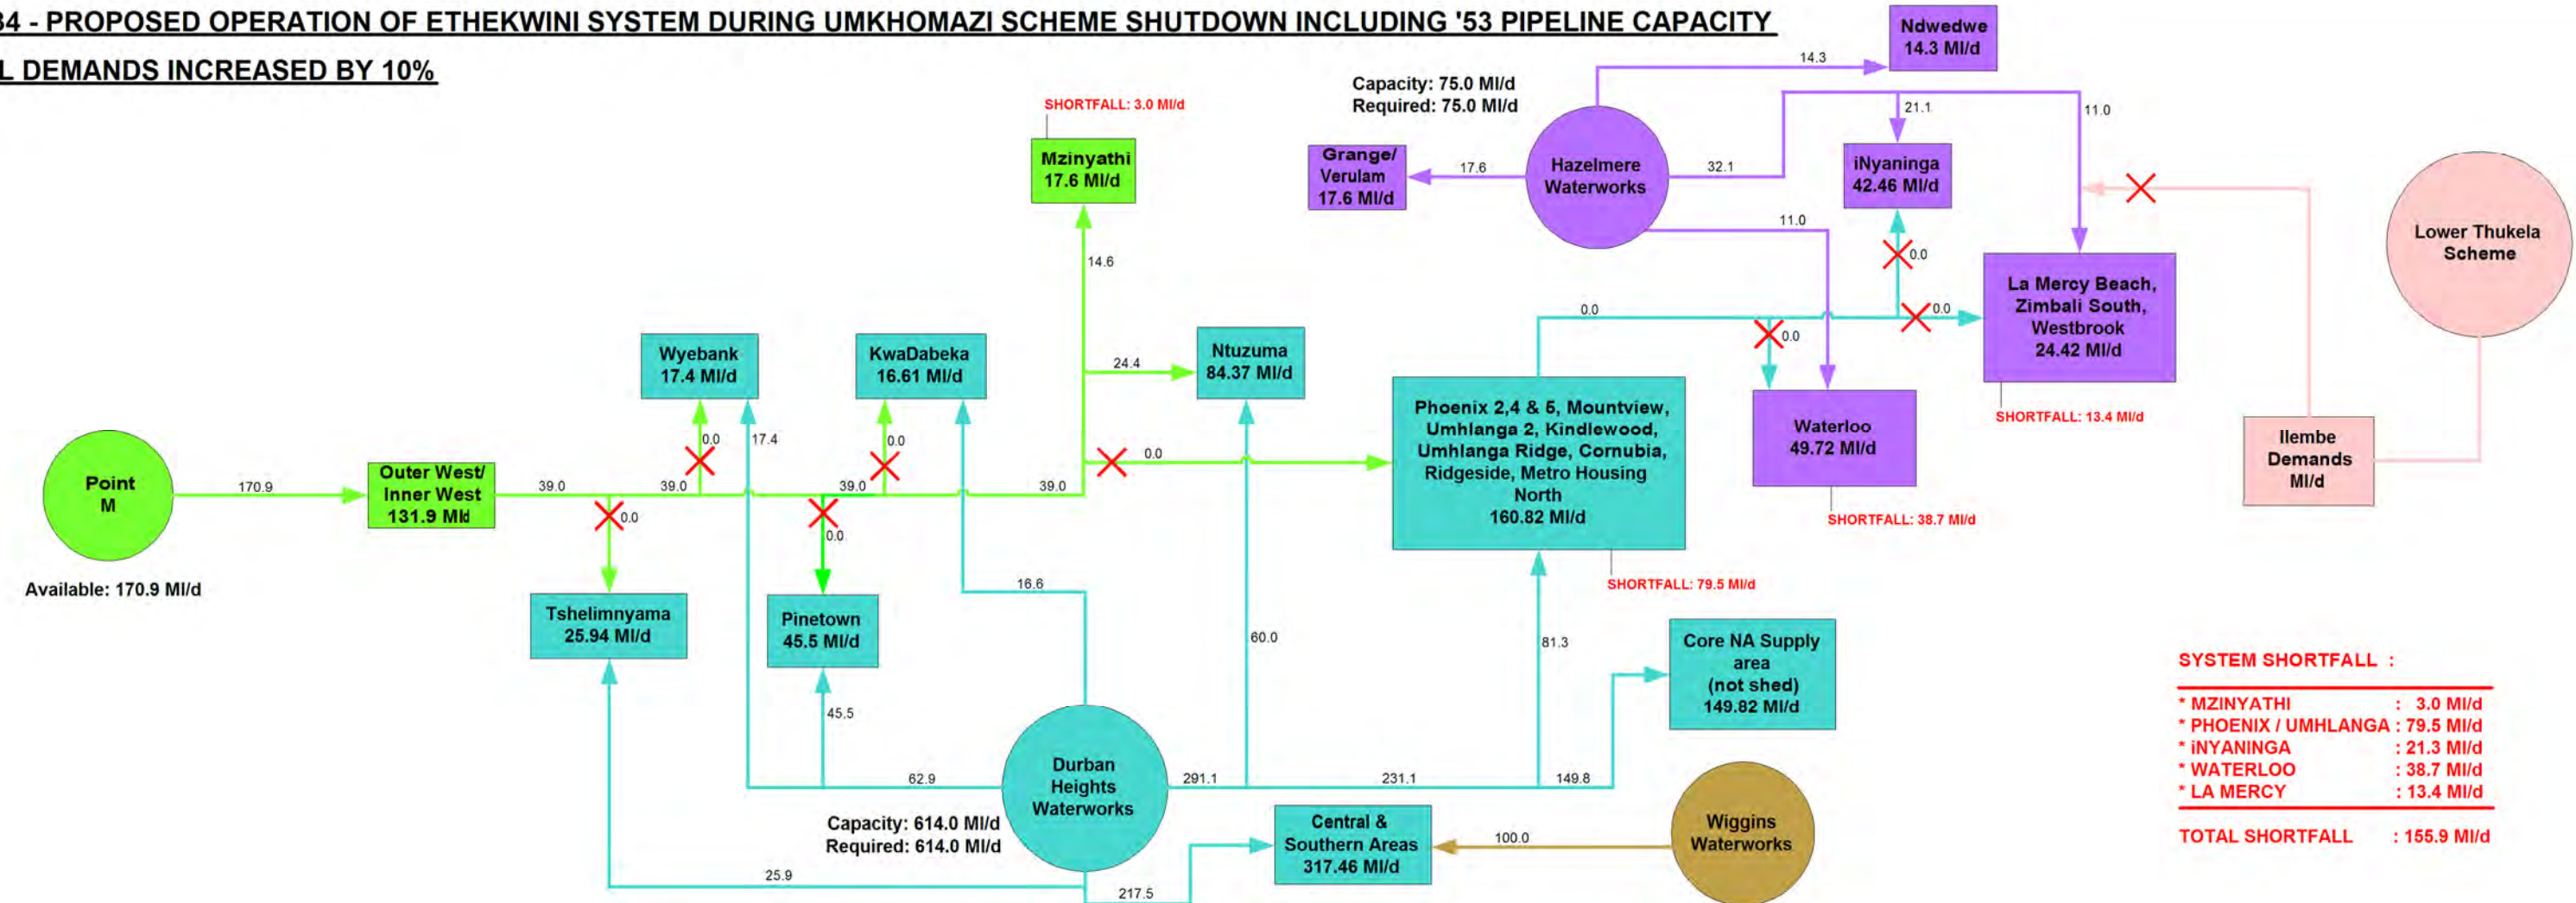 34 - PROPOSED OPERATION OF ETHEKWINI SYSTEM DURING UMKHOMAZI SCHEME SHUTDOWN INCLUDING '53 PIPELINE CAPACITY
L DEMANDS INCREASED BY 10%
Ndwedwe
14.3 Ml/d
14.3
Capacity: 75.0 Ml/d
Required: 75.0 Ml/d
SHORTFALL: 3.0 Ml/d
Mzinyathi
17.6 Ml/d
Grange/
Verulam
17.6 Ml/d
17.6
Hazelmere
Waterworks
32.1
21.1
11.0
iNyaninga
42.46 Ml/d
11.0
Lower Thukela
Scheme
14.6
0.0
La Mercy Beach,
Zimbali South,
Westbrook
24.42 Ml/d
0.0
0.0
0.0
SHORTFALL: 13.4 Ml/d
Wyebank
17.4 Ml/d
KwaDabeka
16.61 Ml/d
24.4
Ntuzuma
84.37 Ml/d
Phoenix 2,4 & 5, Mountview,
Umhlanga 2, Kindlewood,
Umhlanga Ridge, Cornubia,
Ridgeside, Metro Housing
North
160.82 Ml/d
SHORTFALL: 79.5 Ml/d
Waterloo
49.72 Ml/d
SHORTFALL: 38.7 Ml/d
Ilembe
Demands
Ml/d
0.0
17.4
0.0
0.0
Point
M
170.9
Outer West/
Inner West
131.9 Mld
39.0
39.0
39.0
39.0
0.0
0.0
Available: 170.9 Ml/d
Tshelimnyama
25.94 Ml/d
Pinetown
45.5 Ml/d
16.6
60.0
81.3
Core NA Supply
area
(not shed)
149.82 Ml/d
45.5
62.9
Durban
Heights
Waterworks
291.1
231.1
149.8
Capacity: 614.0 Ml/d
Required: 614.0 Ml/d
Central &
Southern Areas
317.46 Ml/d
100.0
Wiggins
Waterworks
25.9
217.5
SYSTEM SHORTFALL :
* MZINYATHI : 3.0 Ml/d
* PHOENIX / UMHLANGA : 79.5 Ml/d
* iNYANINGA : 21.3 Ml/d
* WATERLOO : 38.7 Ml/d
* LA MERCY : 13.4 Ml/d
TOTAL SHORTFALL : 155.9 Ml/d